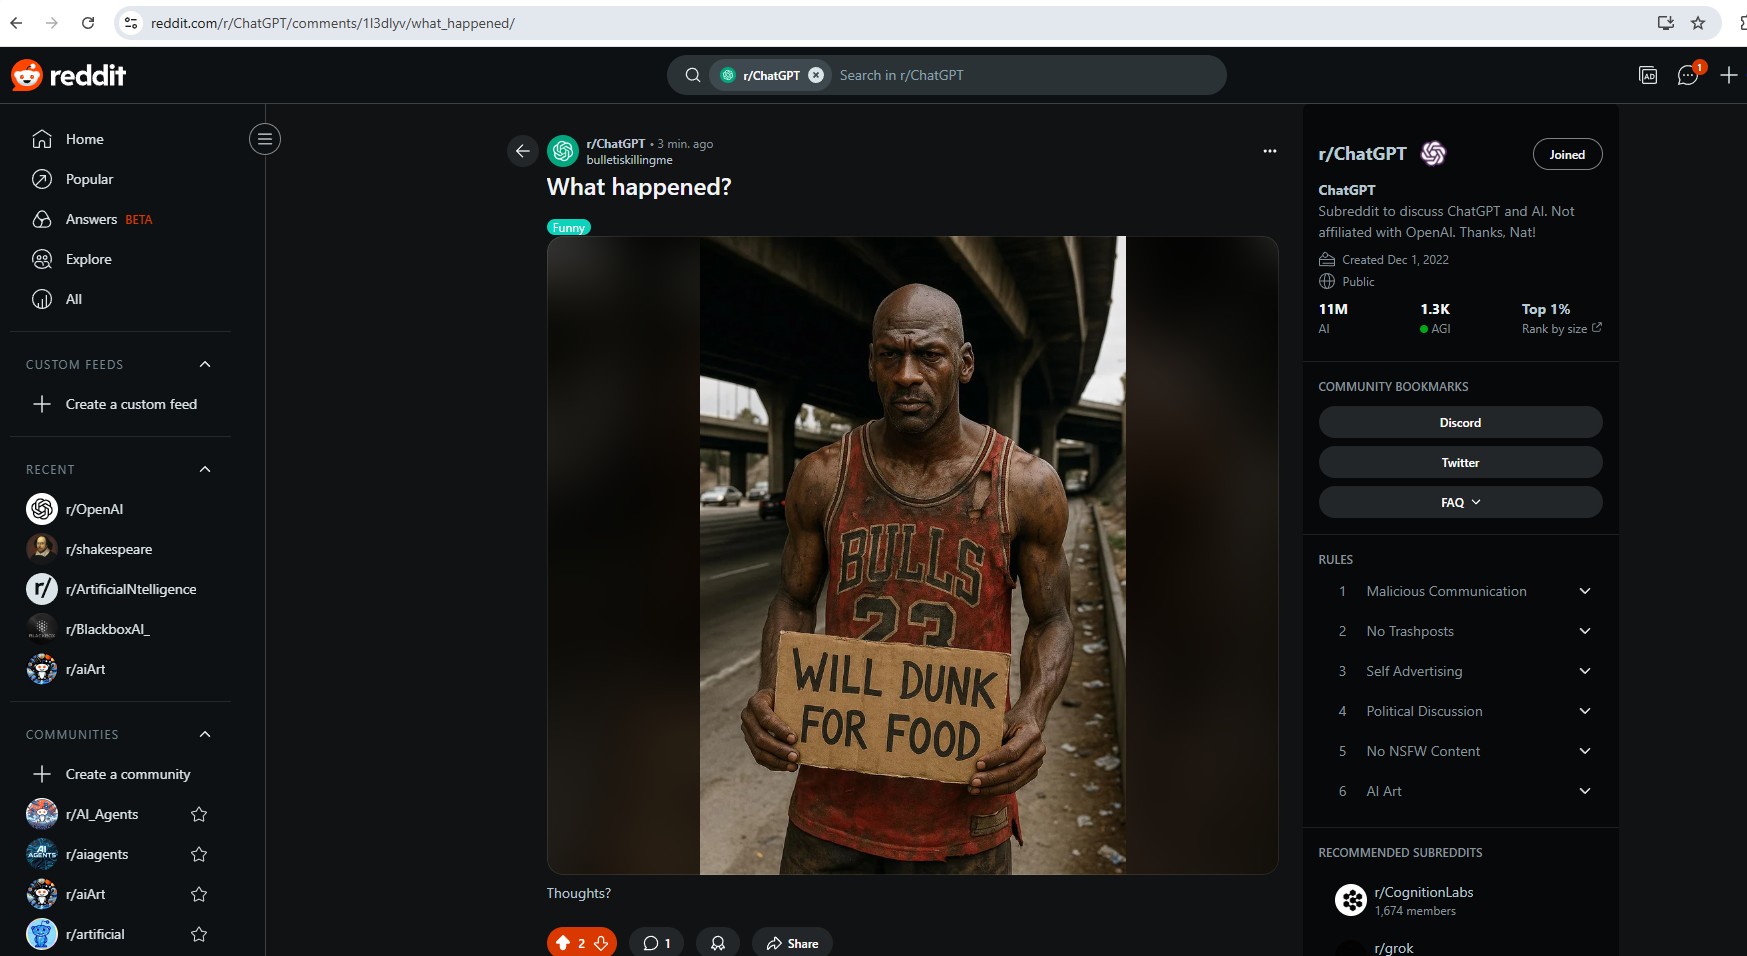 reddit.com/r/ChatGPT/comments/1l3dlyv/what_happened/
reddit
r/ChatGPT
Search in r/ChatGPT
AD
1
Home
Popular
Answers BETA
Explore
All
CUSTOM FEEDS
Create a custom feed
RECENT
r/OpenAI
r/shakespeare
r/ r/ArtificialNtelligence
BLACKBOX r/BlackboxAI_
r/aiArt
COMMUNITIES
Create a community
r/AI_Agents
AI AGENTS r/aiagents
r/aiArt
r/artificial
r/ChatGPT • 3 min. ago
bulletiskillingme
What happened?
Funny
BULLS
23
WILL DUNK
FOR FOOD
Thoughts?
2
1
Share
r/ChatGPT
Joined
ChatGPT
Subreddit to discuss ChatGPT and AI. Not
affiliated with OpenAI. Thanks, Nat!
Created Dec 1, 2022
Public
11M 1.3K Top 1%
AI AGI Rank by size
COMMUNITY BOOKMARKS
Discord
Twitter
FAQ
RULES
1 Malicious Communication
2 No Trashposts
3 Self Advertising
4 Political Discussion
5 No NSFW Content
6 AI Art
RECOMMENDED SUBREDDITS
r/CognitionLabs
1,674 members
r/grok